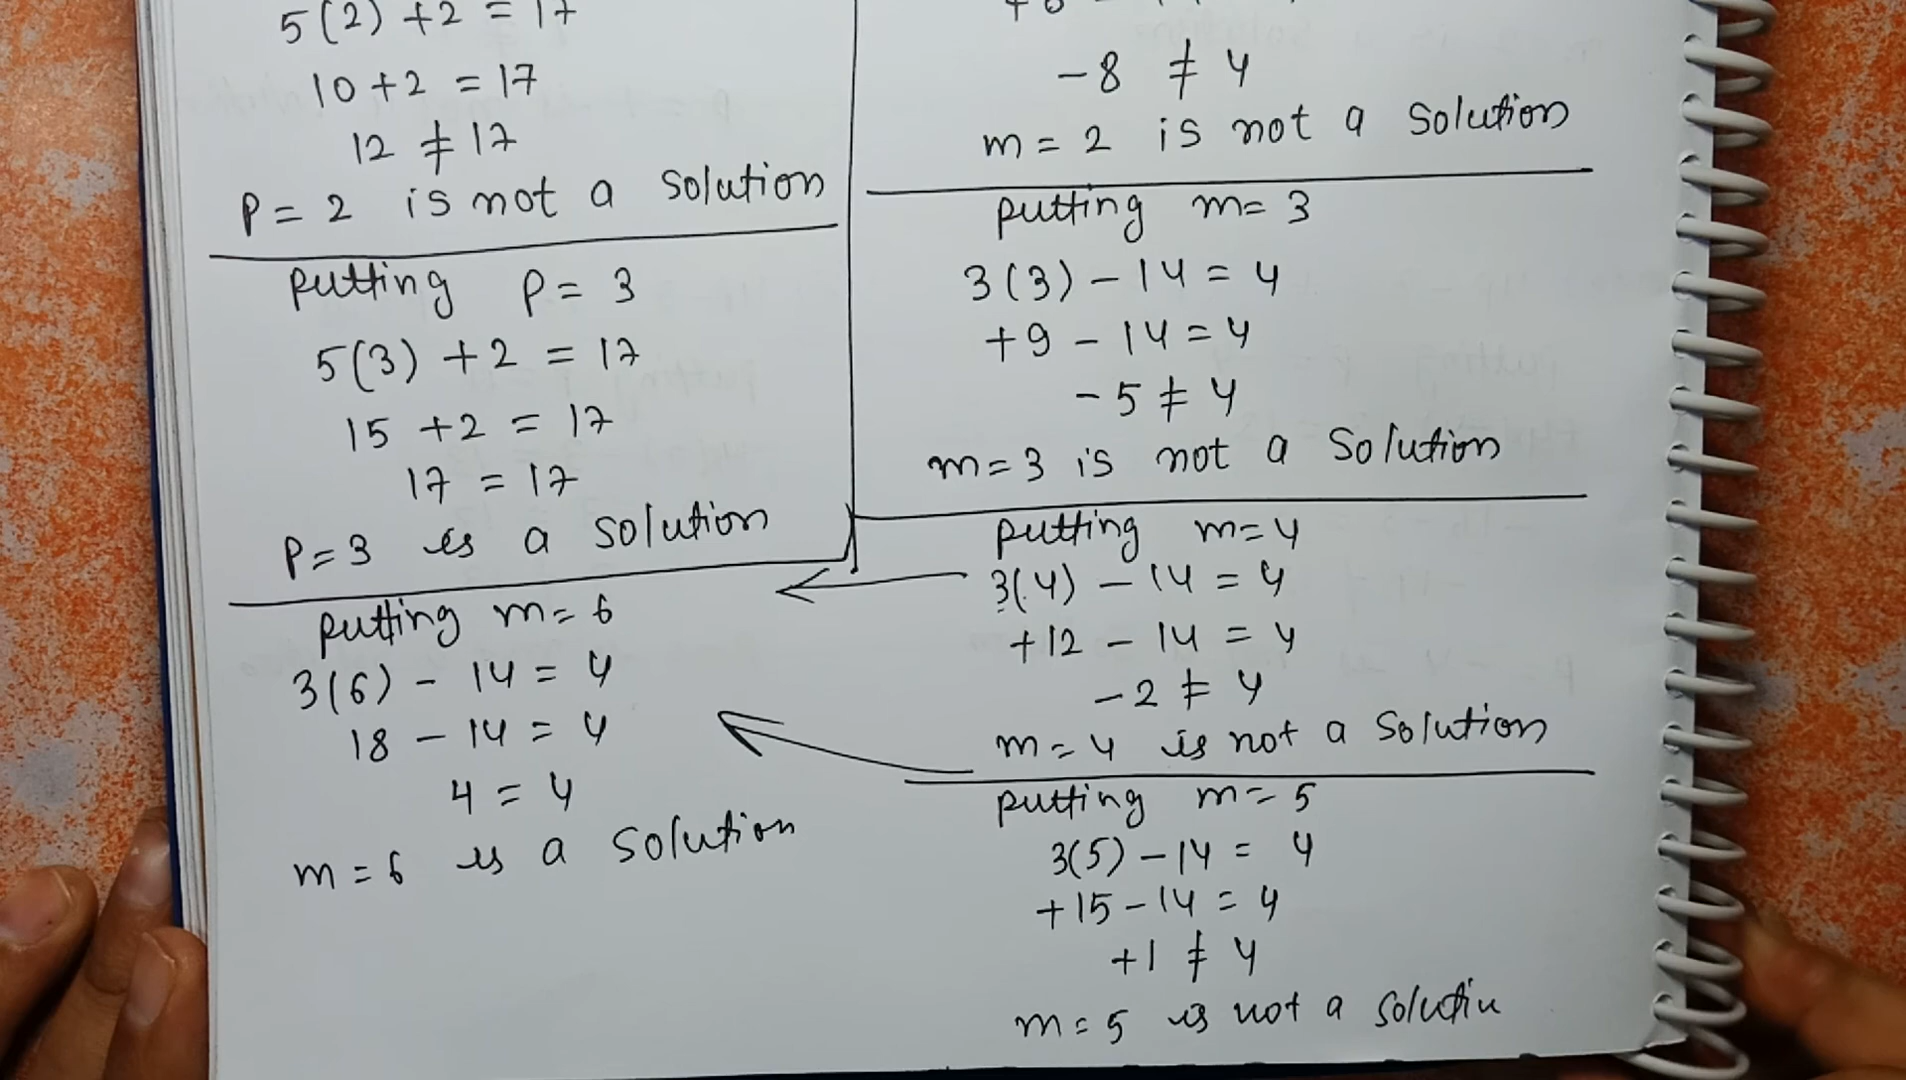 5(2) +2 = 17
10 +2 = 17
12 ≠ 17
P = 2 is not a solution
putting P = 3
5(3) +2 = 17
15 +2 = 17
17 = 17
P = 3 is a solution
putting m = 6
3(6) - 14 = 4
18 - 14 = 4
4 = 4
m = 6 is a solution
-8 ≠ 4
m = 2 is not a solution
putting m = 3
3(3) - 14 = 4
+9 - 14 = 4
-5 ≠ 4
m = 3 is not a solution
putting m = 4
3(4) - 14 = 4
+12 - 14 = 4
-2 ≠ 4
m = 4 is not a solution
putting m = 5
3(5) - 14 = 4
+15 - 14 = 4
+1 ≠ 4
m = 5 is not a solutin